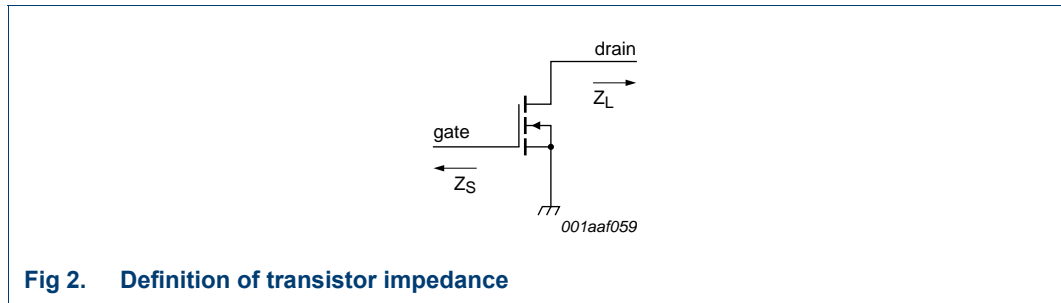 drain
Z_L
gate
Z_S
001aaf059
Fig 2. Definition of transistor impedance